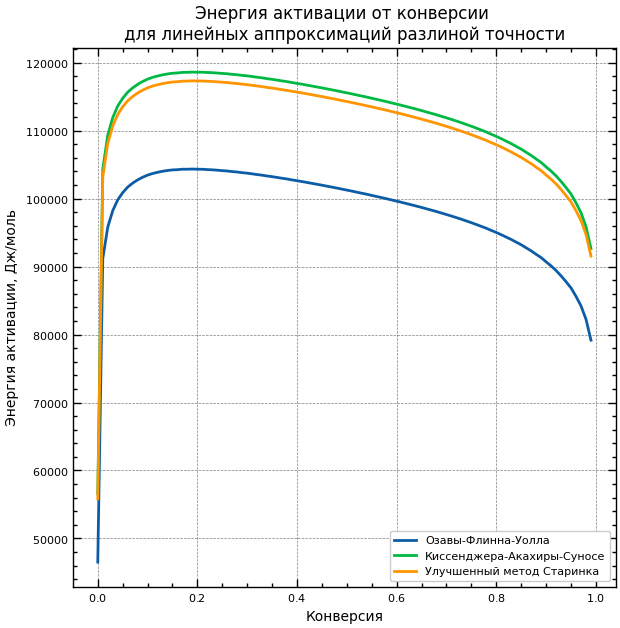 Энергия активации от конверсии
для линейных аппроксимаций разлиной точности
Энергия активации, Дж/моль
120000
110000
100000
90000
80000
70000
60000
50000
Озавы-Флинна-Уолла
Киссенджера-Акахиры-Суносе
Улучшенный метод Старинка
0.0
0.2
0.4
0.6
0.8
1.0
Конверсия